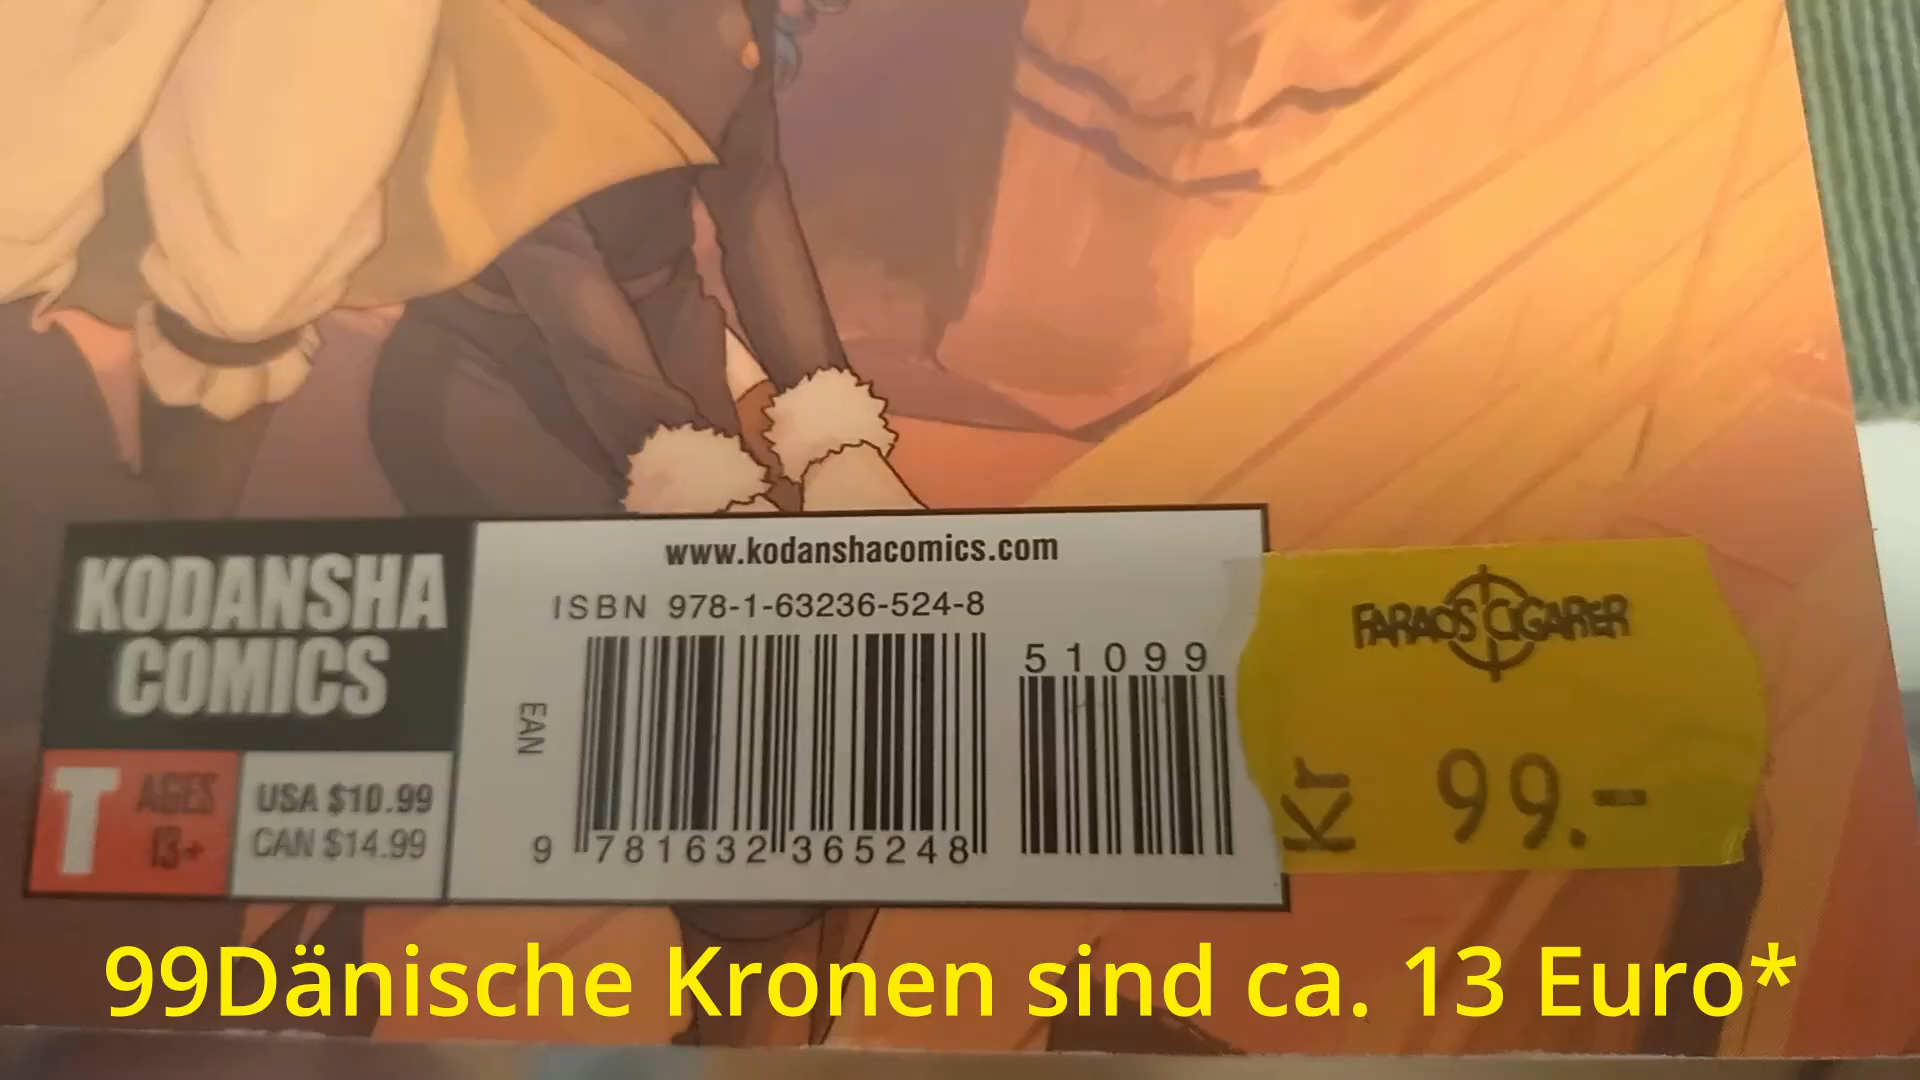 KODANSHA
COMICS
T AGES
13+
USA $10.99
CAN $14.99
www.kodanshacomics.com
ISBN 978-1-63236-524-8
51099
EAN
9 781632 365248
FARAOS CIGARER
Kr 99.-
99Dänische Kronen sind ca. 13 Euro*